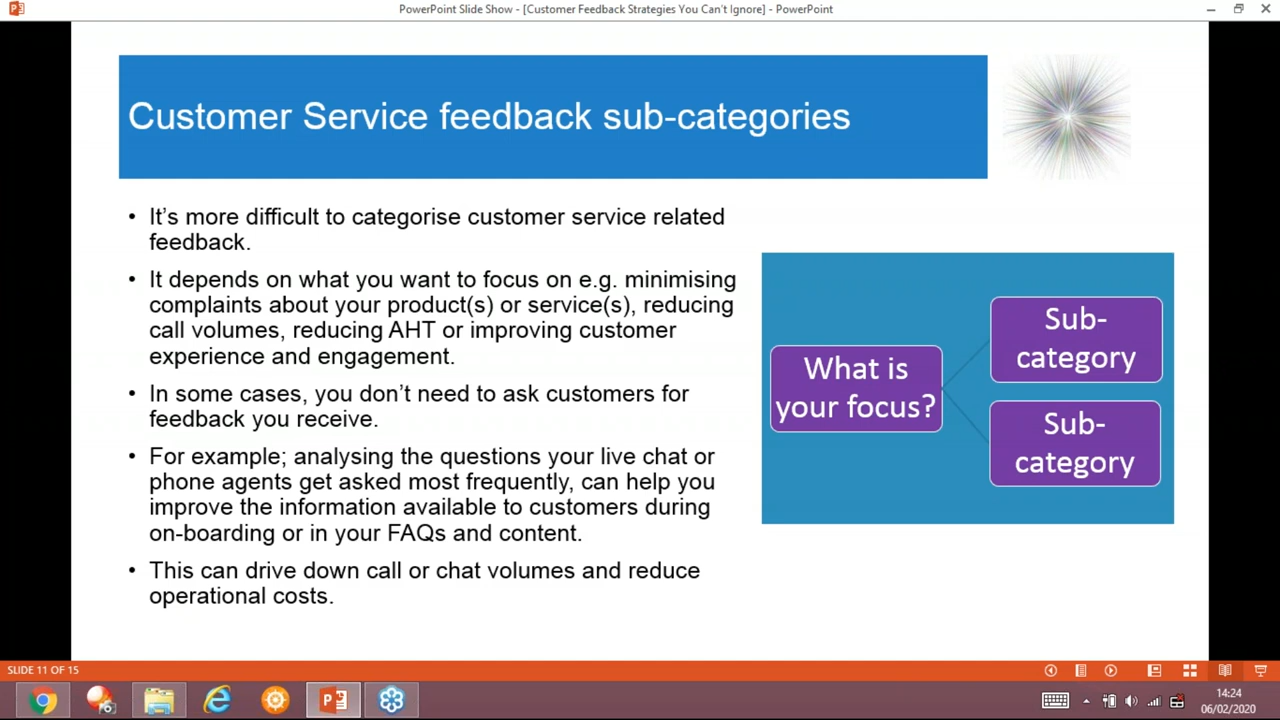 PowerPoint Slide Show - [Customer Feedback Strategies You Can't Ignore] - PowerPoint
Customer Service feedback sub-categories
• It's more difficult to categorise customer service related
feedback.
• It depends on what you want to focus on e.g. minimising
complaints about your product(s) or service(s), reducing
call volumes, reducing AHT or improving customer
experience and engagement.
• In some cases, you don't need to ask customers for
feedback you receive.
• For example; analysing the questions your live chat or
phone agents get asked most frequently, can help you
improve the information available to customers during
on-boarding or in your FAQs and content.
• This can drive down call or chat volumes and reduce
operational costs.
What is
your focus?
Sub-
category
Sub-
category
SLIDE 11 OF 15
14:24
06/02/2020